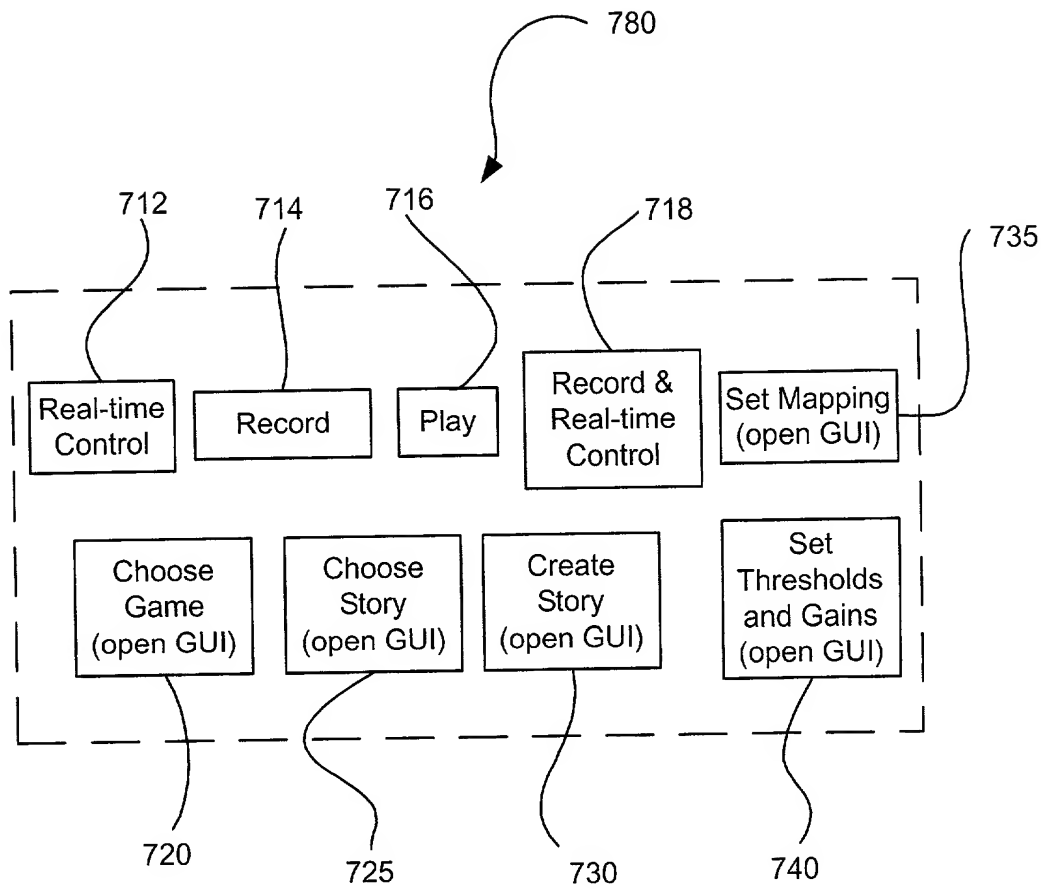 780
712
714
716
718
735
Real-time
Control
Record
Play
Record &
Real-time
Control
Set Mapping
(open GUI)
Choose
Game
(open GUI)
Choose
Story
(open GUI)
Create
Story
(open GUI)
Set
Thresholds
and Gains
(open GUI)
720
725
730
740